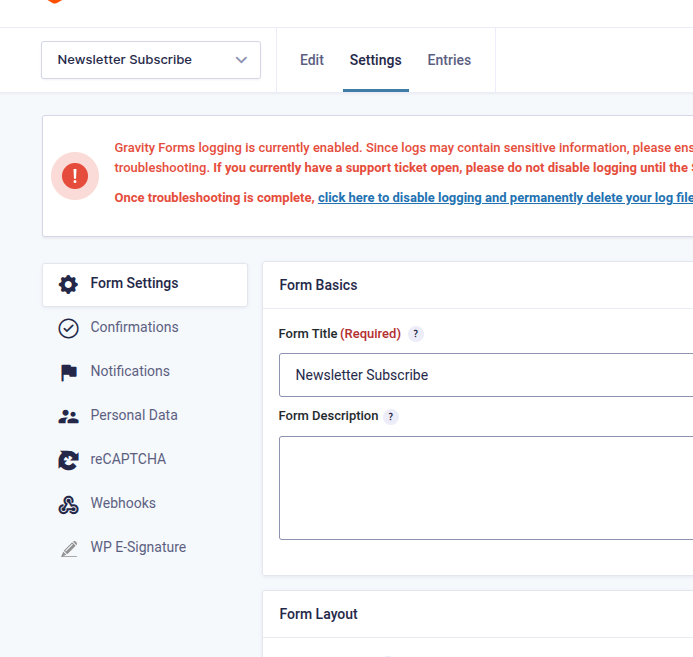 Newsletter Subscribe
Edit
Settings
Entries
Gravity Forms logging is currently enabled. Since logs may contain sensitive information, please ens
troubleshooting. If you currently have a support ticket open, please do not disable logging until the S
Once troubleshooting is complete, click here to disable logging and permanently delete your log file
Form Settings
Confirmations
Notifications
Personal Data
reCAPTCHA
Webhooks
WP E-Signature
Form Basics
Form Title (Required) ?
Newsletter Subscribe
Form Description ?
Form Layout